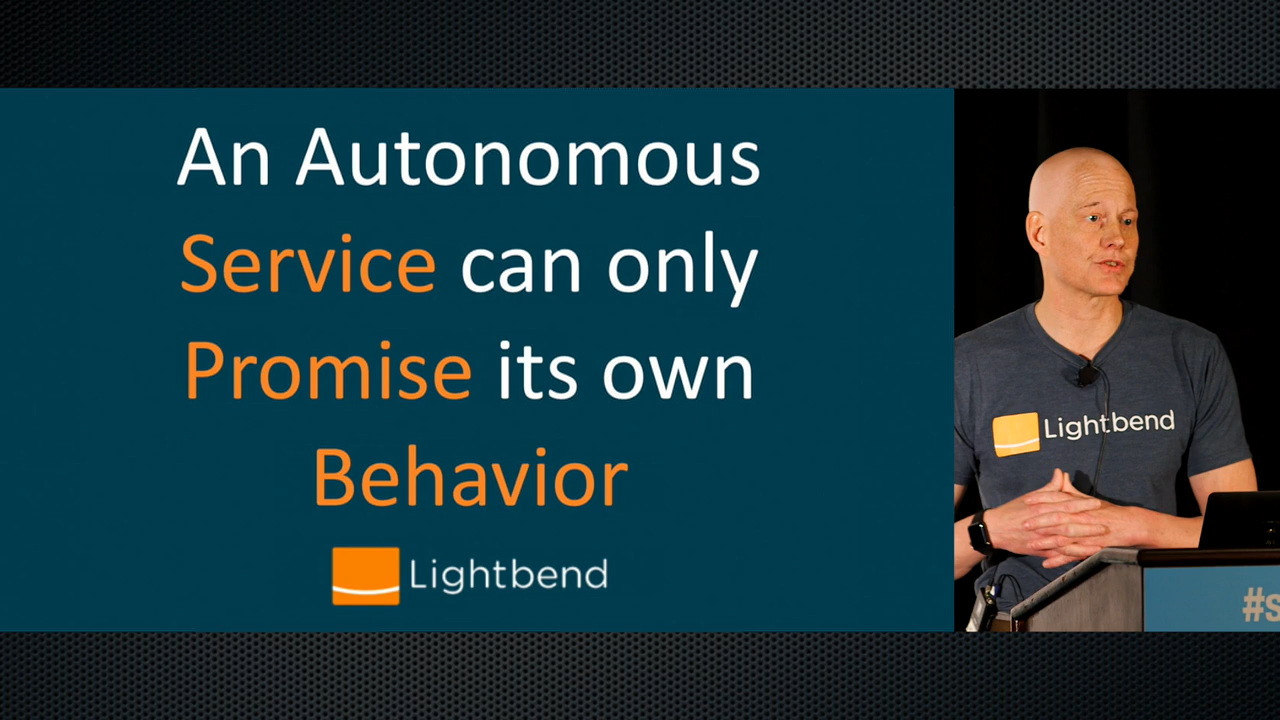 An Autonomous
Service can only
Promise its own
Behavior
Lightbend
Lightbend
#s